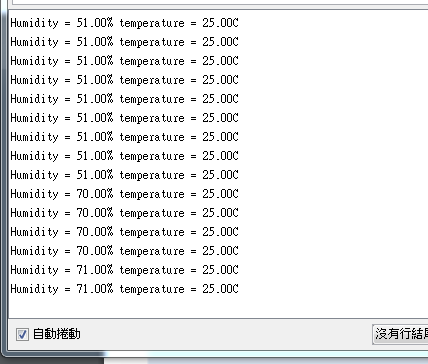 Humidity = 51.00% temperature = 25.00C
Humidity = 51.00% temperature = 25.00C
Humidity = 51.00% temperature = 25.00C
Humidity = 51.00% temperature = 25.00C
Humidity = 51.00% temperature = 25.00C
Humidity = 51.00% temperature = 25.00C
Humidity = 51.00% temperature = 25.00C
Humidity = 51.00% temperature = 25.00C
Humidity = 51.00% temperature = 25.00C
Humidity = 70.00% temperature = 25.00C
Humidity = 70.00% temperature = 25.00C
Humidity = 70.00% temperature = 25.00C
Humidity = 70.00% temperature = 25.00C
Humidity = 71.00% temperature = 25.00C
Humidity = 71.00% temperature = 25.00C
自動捲動 沒有行結